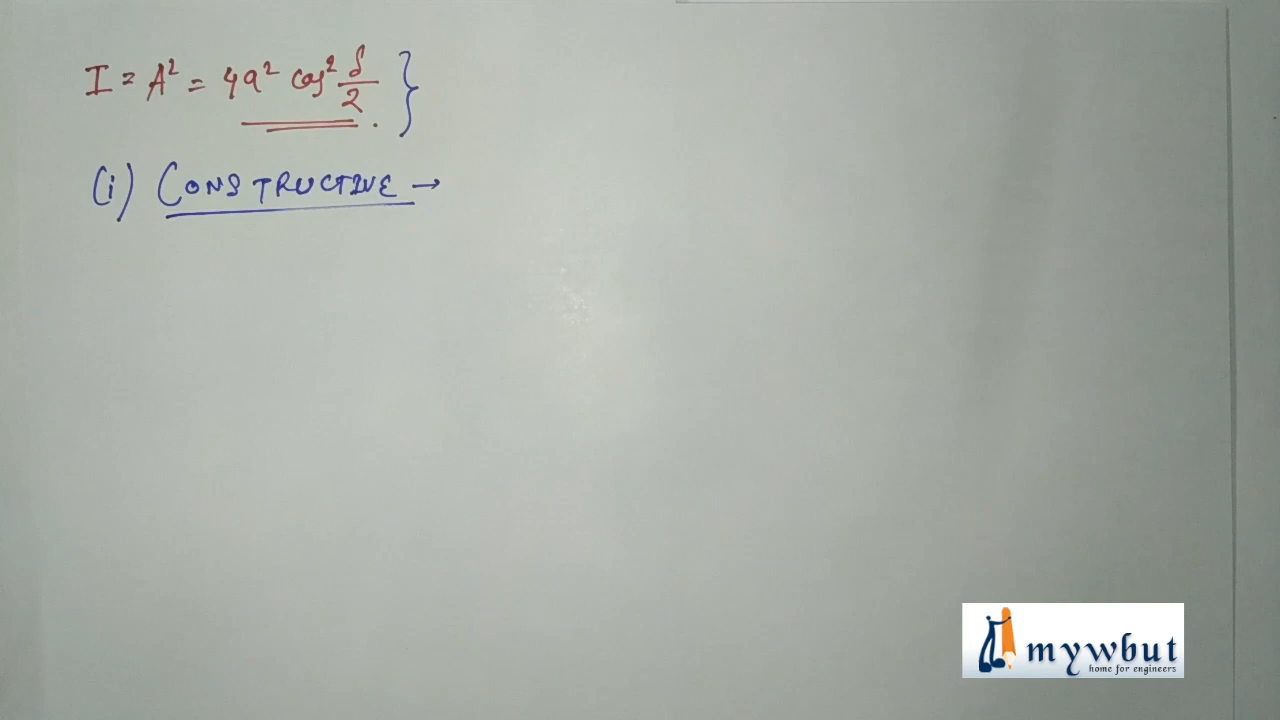 I = A² = 4a² cos² δ/2 . }
(i) CONSTRUCTIVE →
mywbut
home for engineers